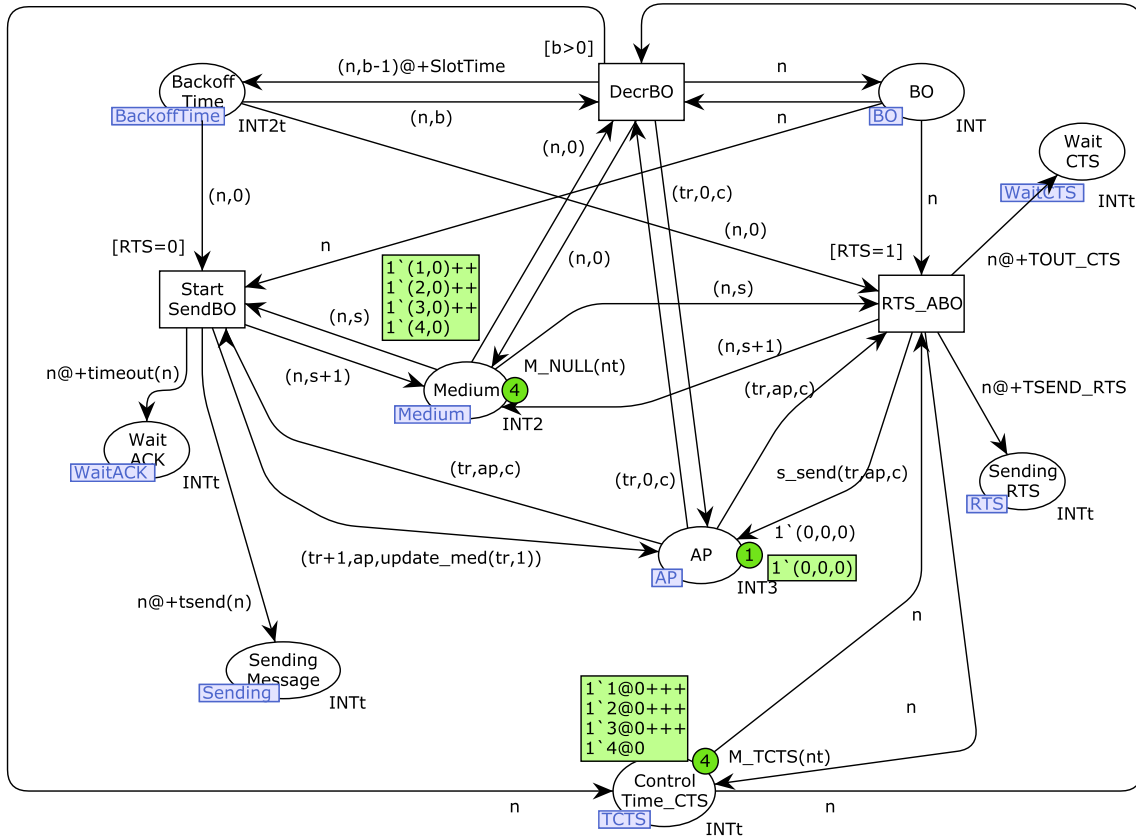 [b>0]
(n,b-1)@+SlotTime
n
Backoff
Time
BackoffTime
INT2t
DecrBO
BO
BO
INT
(n,b)
n
Wait
CTS
WaitCTS
INTt
(n,0)
(tr,0,c)
(n,0)
n
(n,0)
[RTS=0]
n
(n,0)
[RTS=1]
n@+TOUT_CTS
1`(1,0)++
1`(2,0)++
1`(3,0)++
1`(4,0)
Start
SendBO
(n,s)
(n,s)
RTS_ABO
(n,s+1)
(n,s+1)
M_NULL(nt)
n@+timeout(n)
Medium
4
Medium
INT2
(tr,ap,c)
n@+TSEND_RTS
Wait
ACK
WaitACK
INTt
(tr,ap,c)
(tr,0,c)
s_send(tr,ap,c)
Sending
RTS
RTS
INTt
1`(0,0,0)
(tr+1,ap,update_med(tr,1))
AP
1
1`(0,0,0)
AP
INT3
n@+tsend(n)
n
Sending
Message
Sending
INTt
1`1@0+++
1`2@0+++
1`3@0+++
1`4@0
n
4
M_TCTS(nt)
Control
Time_CTS
TCTS
INTt
n
n